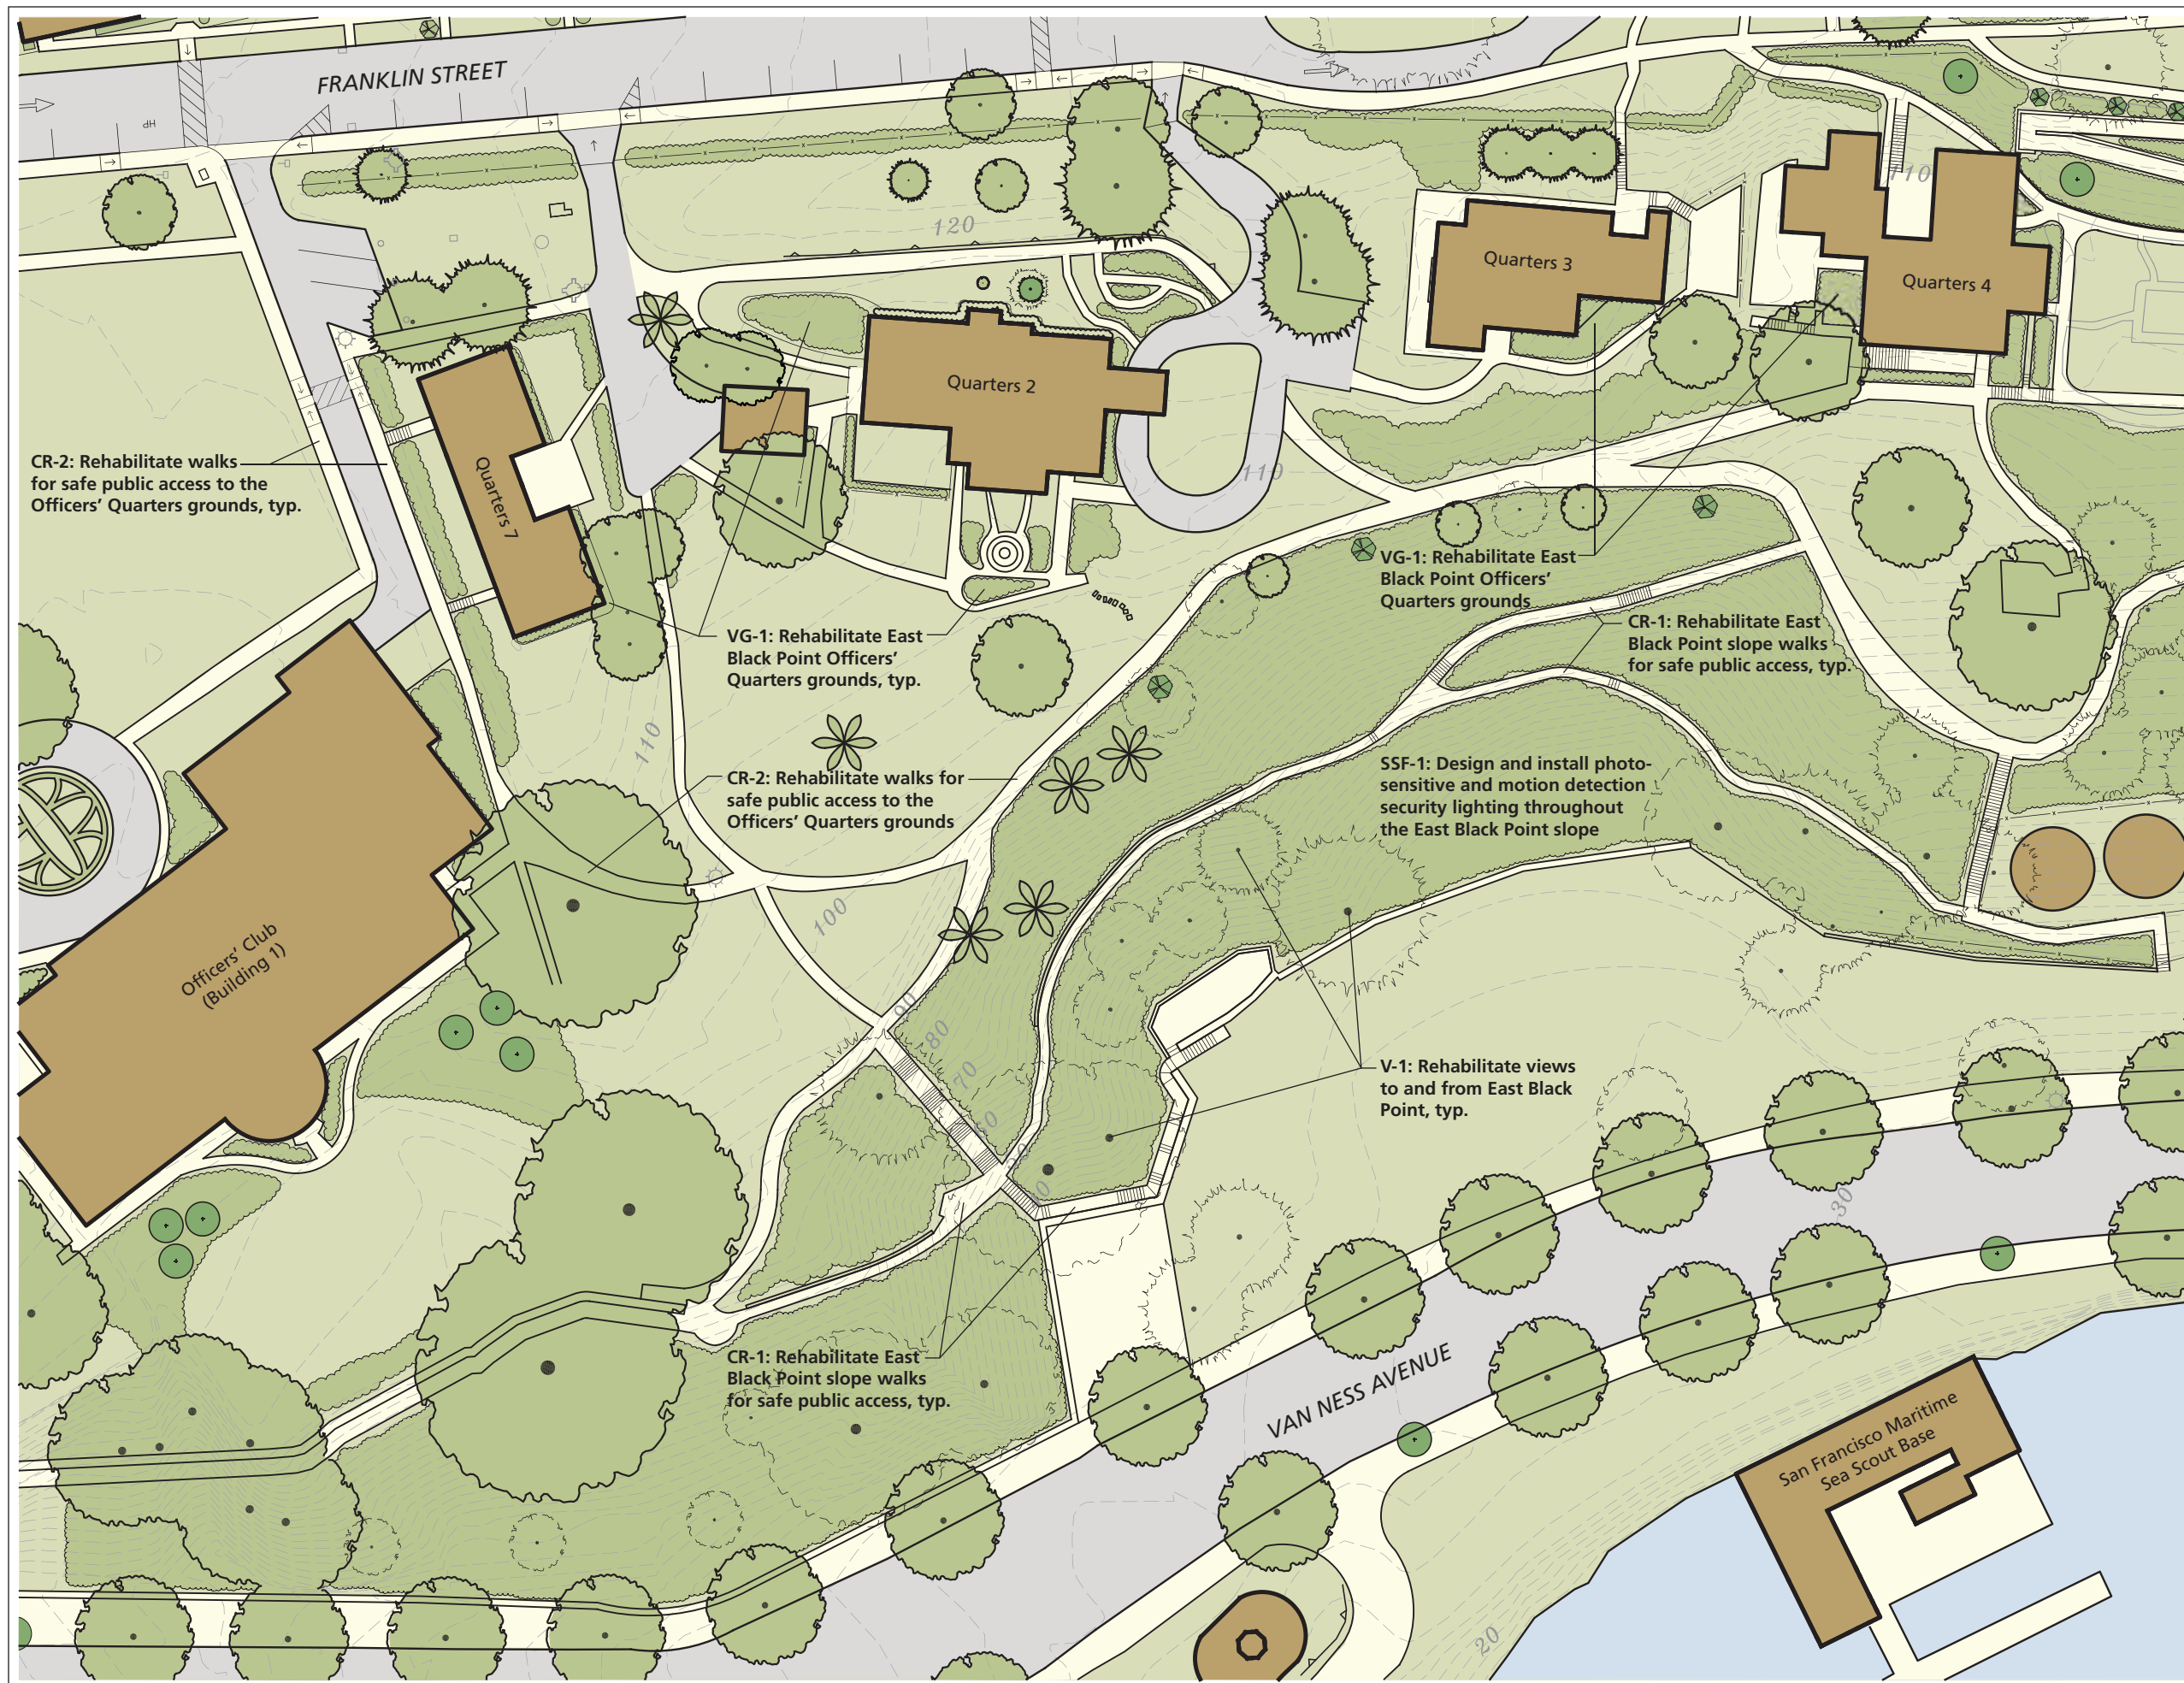 FRANKLIN STREET
HP
110
120
Quarters 3
Quarters 4
Quarters 2
110
Quarters 7
CR-2: Rehabilitate walks
for safe public access to the
Officers’ Quarters grounds, typ.
VG-1: Rehabilitate East
Black Point Officers’
Quarters grounds
CR-1: Rehabilitate East
Black Point slope walks
for safe public access, typ.
VG-1: Rehabilitate East
Black Point Officers’
Quarters grounds, typ.
110
CR-2: Rehabilitate walks for
safe public access to the
Officers’ Quarters grounds
SSF-1: Design and install photo-
sensitive and motion detection
security lighting throughout
the East Black Point slope
100
Officers’ Club
(Building 1)
90
80
70
60
V-1: Rehabilitate views
to and from East Black
Point, typ.
30
CR-1: Rehabilitate East
Black Point slope walks
for safe public access, typ.
VAN NESS AVENUE
San Francisco Maritime
Sea Scout Base
20